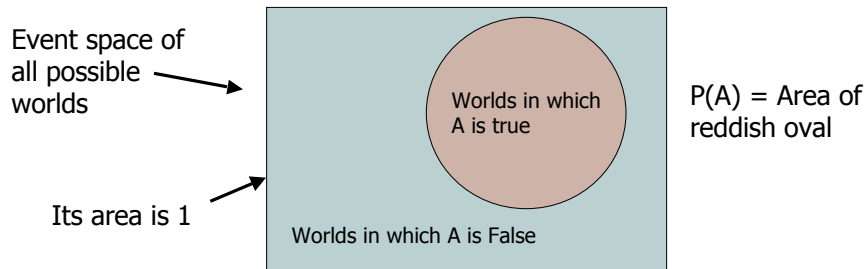 Event space of
all possible
worlds
Its area is 1
Worlds in which
A is true
Worlds in which A is False
P(A) = Area of
reddish oval